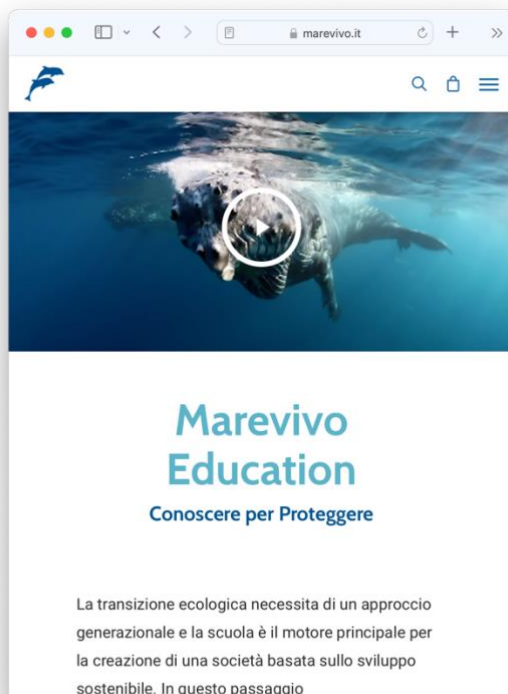 marevivo.it
Marevivo
Education
Conoscere per Proteggere
La transizione ecologica necessita di un approccio
generazionale e la scuola è il motore principale per
la creazione di una società basata sullo sviluppo
sostenibile. In questo passaggio